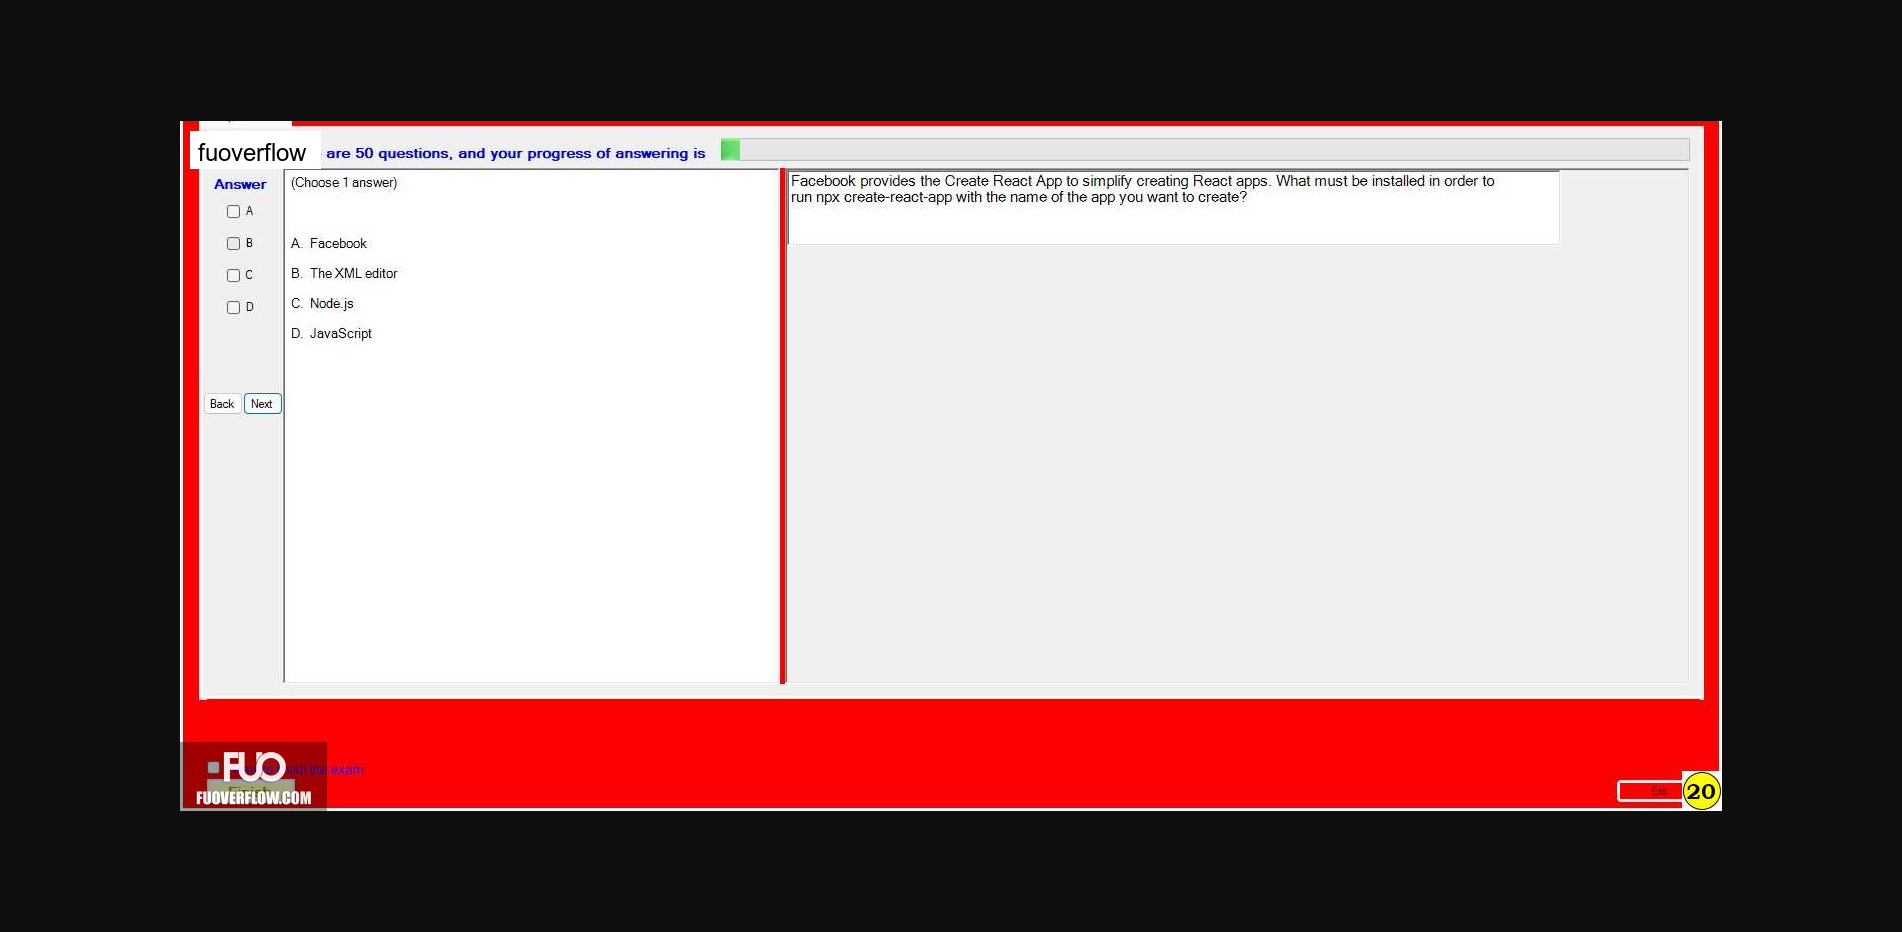 fuoverflow are 50 questions, and your progress of answering is
Answer
(Choose 1 answer)
A
B
C
D
A. Facebook
B. The XML editor
C. Node.js
D. JavaScript
Back Next
Facebook provides the Create React App to simplify creating React apps. What must be installed in order to
run npx create-react-app with the name of the app you want to create?
FUO
the exam
Finish
FUOVERFLOW.COM
Exit
20